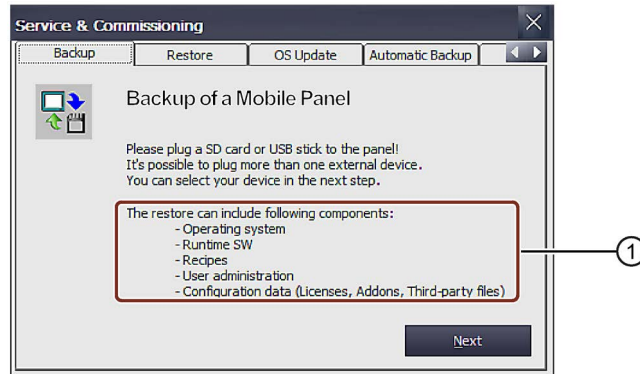 Service & Commissioning
Backup
Restore
OS Update
Automatic Backup
Backup of a Mobile Panel
Please plug a SD card or USB stick to the panel!
It's possible to plug more than one external device.
You can select your device in the next step.
The restore can include following components:
- Operating system
- Runtime SW
- Recipes
- User administration
- Configuration data (Licenses, Addons, Third-party files)
1
Next